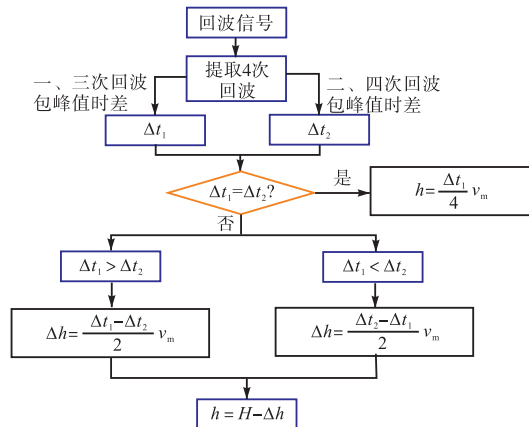 回波信号
提取4次
回波
一、三次回波
包峰值时差
二、四次回波
包峰值时差
Δt₁
Δt₂
Δt₁=Δt₂?
是
h=Δt₁/4 vₘ
否
Δt₁>Δt₂
Δt₁<Δt₂
Δh=(Δt₁−Δt₂)/2 vₘ
Δh=(Δt₂−Δt₁)/2 vₘ
h=H−Δh